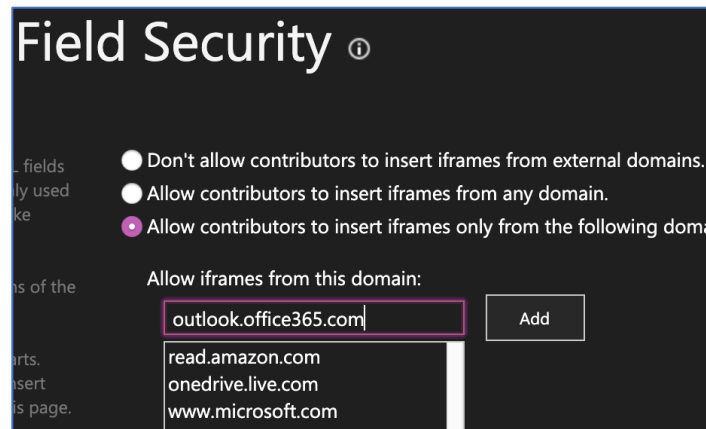 Field Security
fields
ly used
ke
Don't allow contributors to insert iframes from external domains.
Allow contributors to insert iframes from any domain.
Allow contributors to insert iframes only from the following doma
ns of the
Allow iframes from this domain:
outlook.office365.com
Add
arts.
nsert
is page.
read.amazon.com
onedrive.live.com
www.microsoft.com